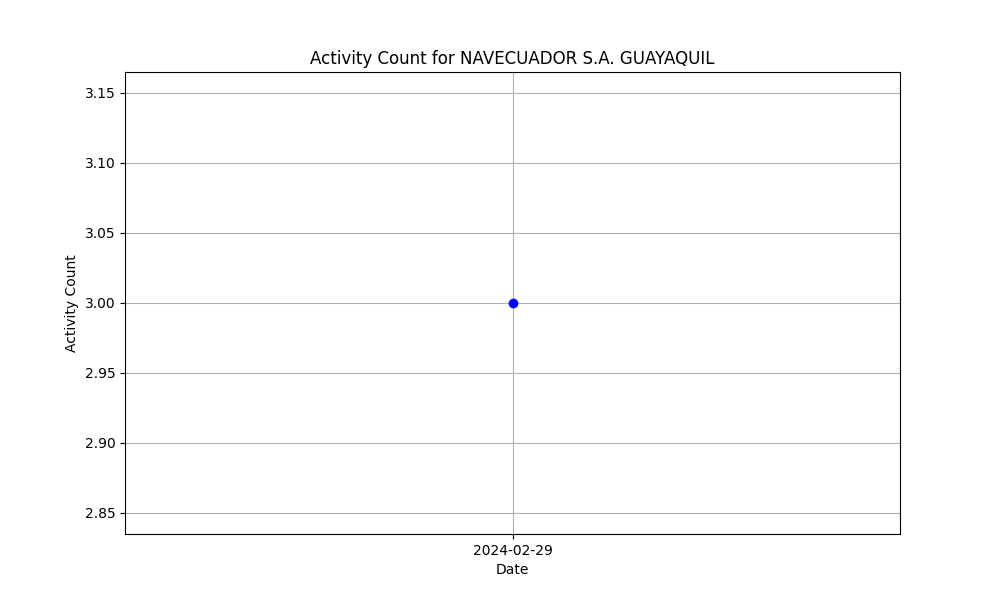 Activity Count for NAVECUADOR S.A. GUAYAQUIL
3.15
3.10
3.05
3.00
2.95
2.90
2.85
Activity Count
2024-02-29
Date